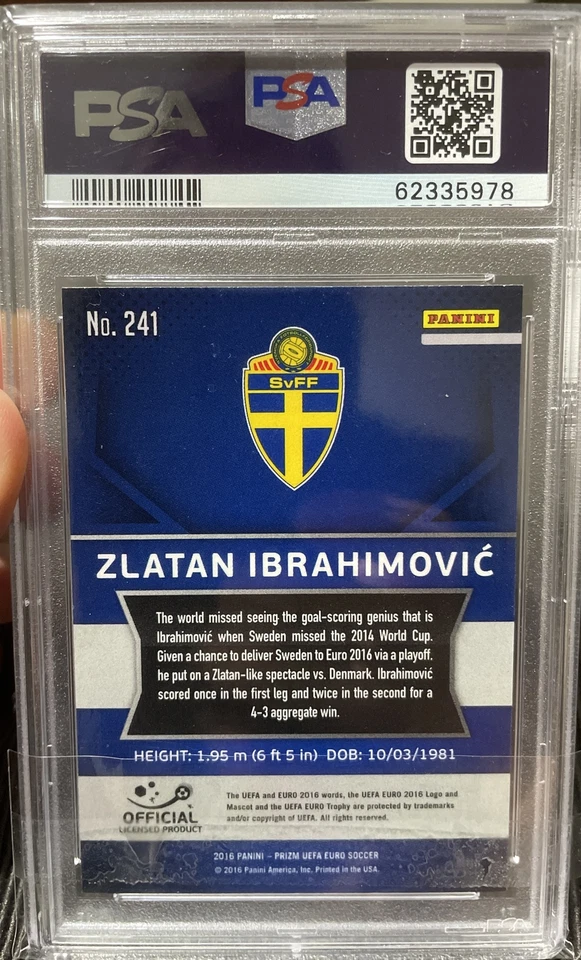 PSA
PSA
62335978
No. 241
PANINI
SvFF
ZLATAN IBRAHIMOVIĆ
The world missed seeing the goal-scoring genius that is
Ibrahimović when Sweden missed the 2014 World Cup.
Given a chance to deliver Sweden to Euro 2016 via a playoff,
he put on a Zlatan-like spectacle vs. Denmark. Ibrahimović
scored once in the first leg and twice in the second for a
4-3 aggregate win.
HEIGHT: 1.95 m (6 ft 5 in) DOB: 10/03/1981
OFFICIAL
LICENSED PRODUCT
The UEFA and EURO 2016 words, the UEFA EURO 2016 Logo and
Mascot and the UEFA EURO Trophy are protected by trademarks
and/or copyright of UEFA. All rights reserved.
2016 PANINI – PRIZM UEFA EURO SOCCER
© 2016 Panini America, Inc. Printed in the USA.